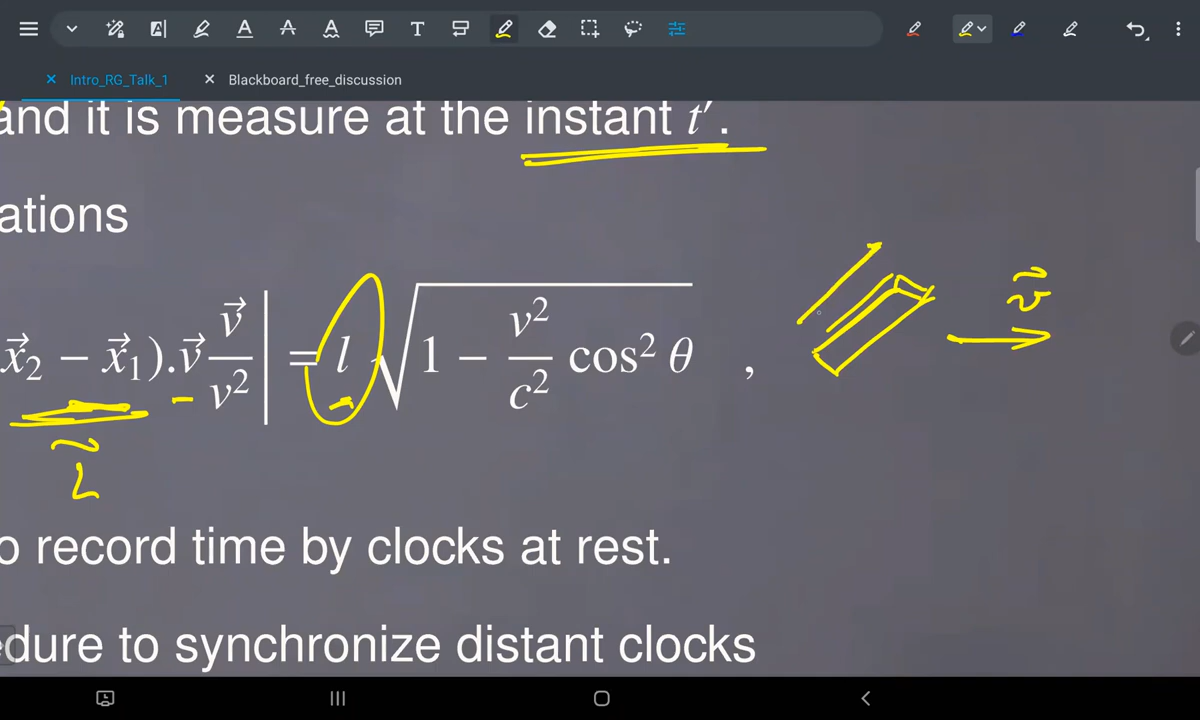 Intro_RG_Talk_1 Blackboard_free_discussion
and it is measure at the instant t′.
ations
x⃗₂ − x⃗₁).v⃗ v⃗/v² | = l √(1 − v²/c² cos² θ) , v⃗
L⃗
o record time by clocks at rest.
edure to synchronize distant clocks